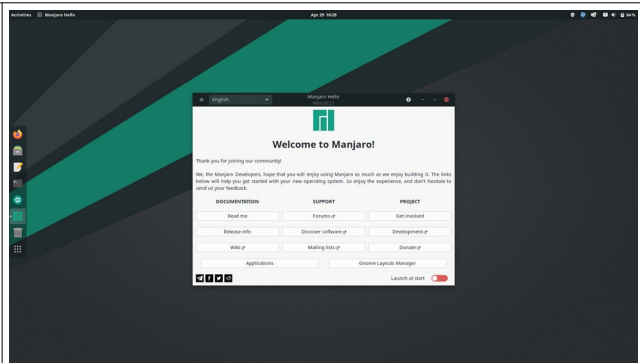 Activities Manjaro Hello Apr 29 16:28 84 %
English Manjaro Hello
Welcome to Manjaro!
Thank you for joining our community!
We, the Manjaro Developers, hope that you will enjoy using Manjaro as much as we enjoy building it. The links
below will help you get started with your new operating system. So enjoy the experience, and don't hesitate to
send us your feedback.
DOCUMENTATION SUPPORT PROJECT
Read me Forums Get involved
Release info Discover software Development
Wiki Mailing lists Donate
Applications Gnome Layouts Manager
Launch at start